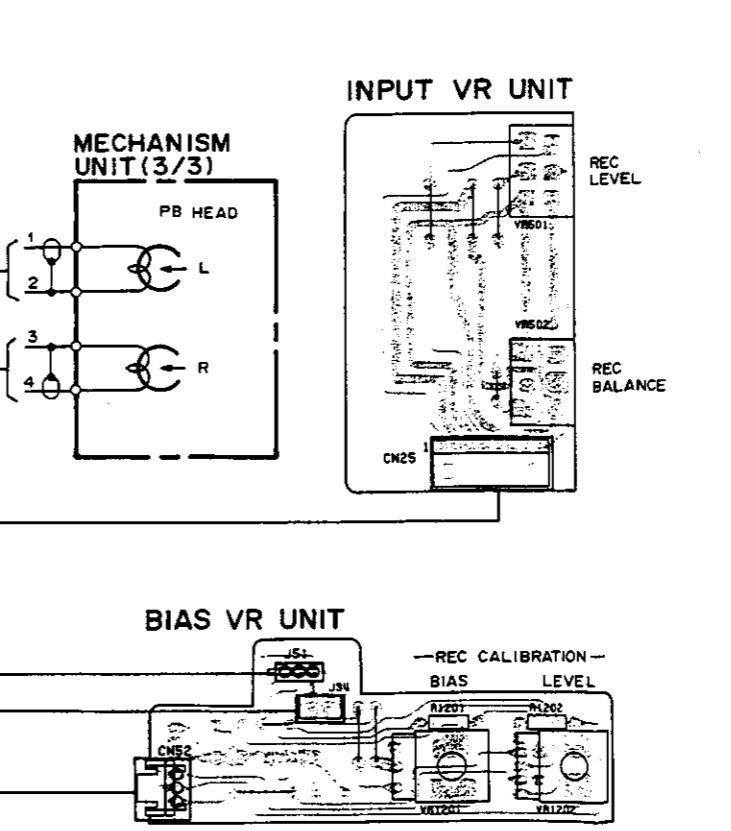 INPUT VR UNIT
MECHANISM
UNIT(3/3)
PB HEAD
1
L
2
3
R
4
REC
LEVEL
VR501
VR502
REC
BALANCE
CN25
1
BIAS VR UNIT
J51
J94
REC CALIBRATION
BIAS
LEVEL
R1201
R1202
CN52
VR1201
VR1202